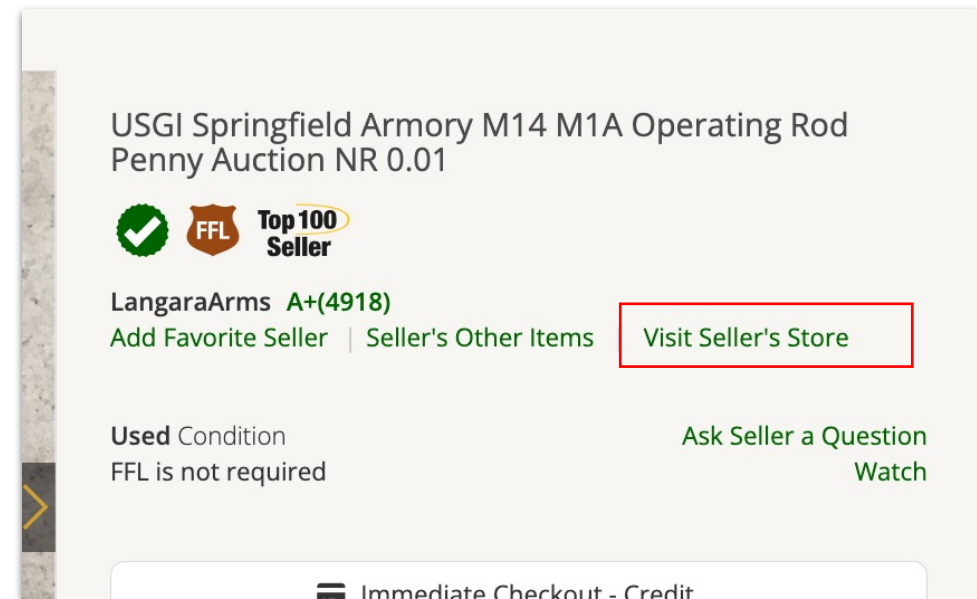 USGI Springfield Armory M14 M1A Operating Rod
Penny Auction NR 0.01
FFL
Top 100
Seller
LangaraArms A+(4918)
Add Favorite Seller | Seller's Other Items | Visit Seller's Store
Used Condition
Ask Seller a Question
FFL is not required
Watch
Immediate Checkout - Credit